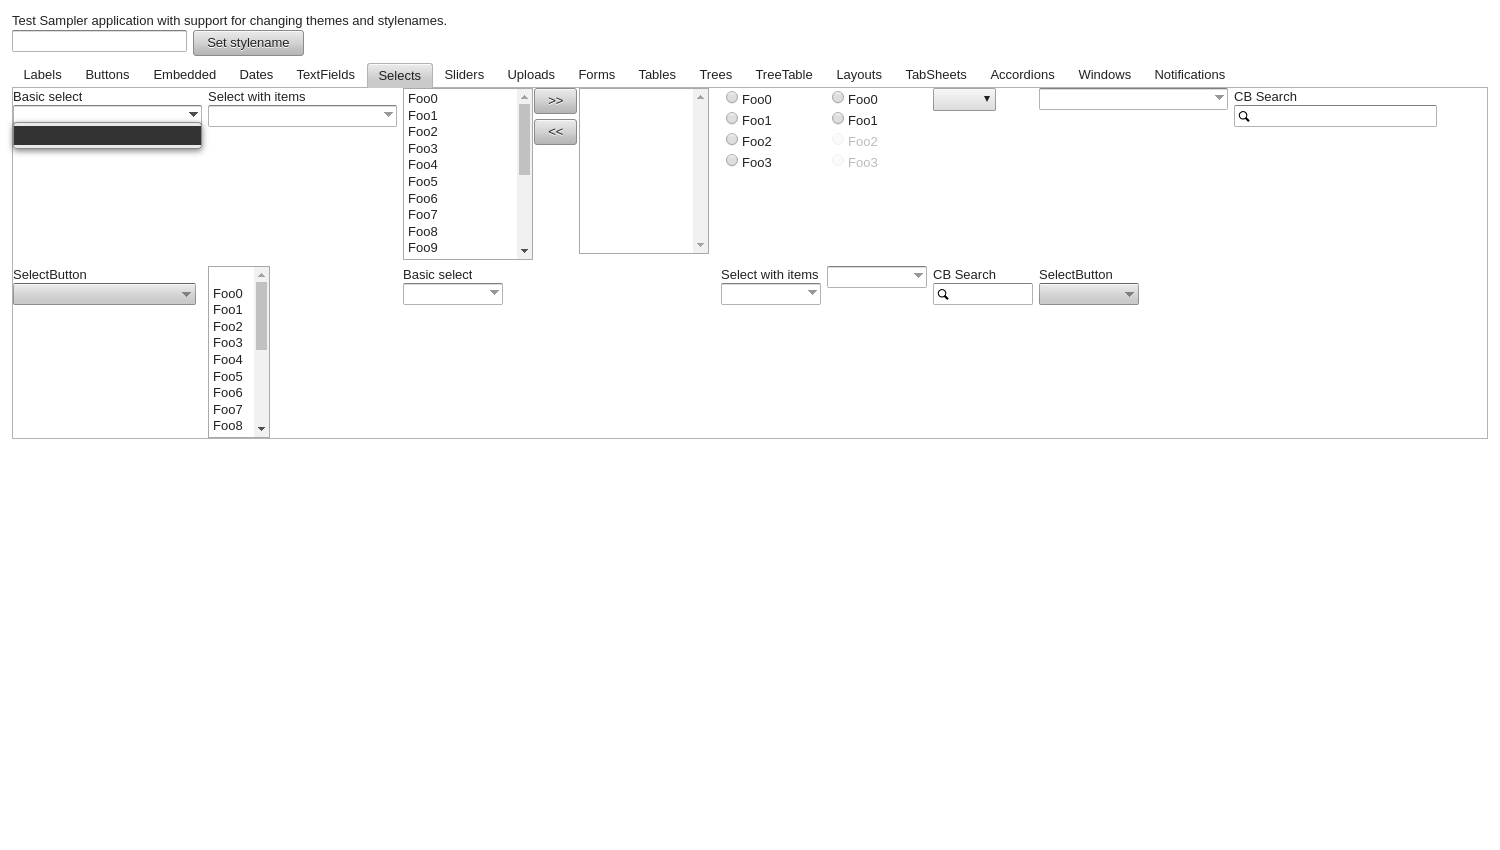 Test Sampler application with support for changing themes and stylenames.
Set stylename
Labels Buttons Embedded Dates TextFields Selects Sliders Uploads Forms Tables Trees TreeTable Layouts TabSheets Accordions Windows Notifications
Basic select
Select with items
Foo0
Foo1
Foo2
Foo3
Foo4
Foo5
Foo6
Foo7
Foo8
Foo9
>>
<<
Foo0
Foo1
Foo2
Foo3
Foo0
Foo1
Foo2
Foo3
CB Search
SelectButton
Foo0
Foo1
Foo2
Foo3
Foo4
Foo5
Foo6
Foo7
Foo8
Basic select
Select with items
CB Search
SelectButton